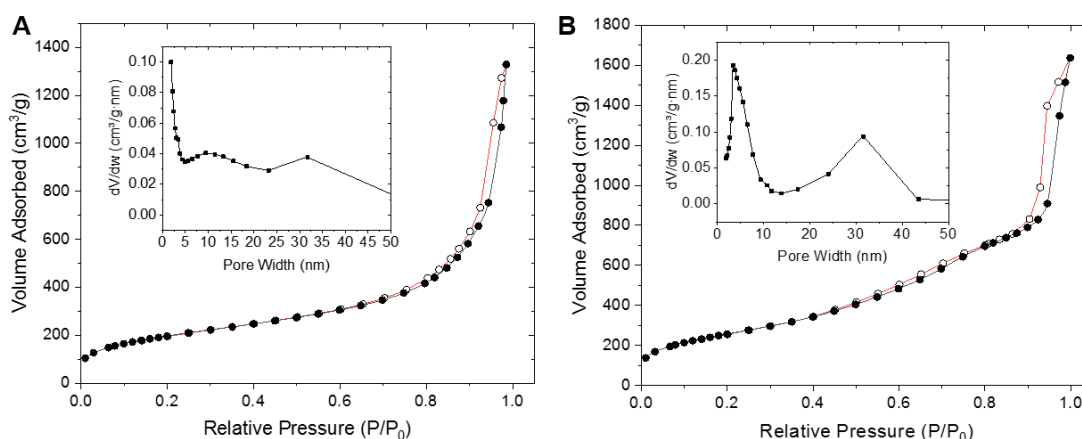 A
Volume Adsorbed (cm³/g)
1400
1200
1000
800
600
400
200
0
0.0 0.2 0.4 0.6 0.8 1.0
Relative Pressure (P/P₀)
dV/dw (cm³/g·nm)
0.10
0.08
0.06
0.04
0.02
0.00
0 5 10 15 20 25 30 35 40 45 50
Pore Width (nm)
B
Volume Adsorbed (cm³/g)
1800
1600
1400
1200
1000
800
600
400
200
0
0.0 0.2 0.4 0.6 0.8 1.0
Relative Pressure (P/P₀)
dV/dw (cm³/g·nm)
0.20
0.15
0.10
0.05
0.00
0 10 20 30 40 50
Pore Width (nm)